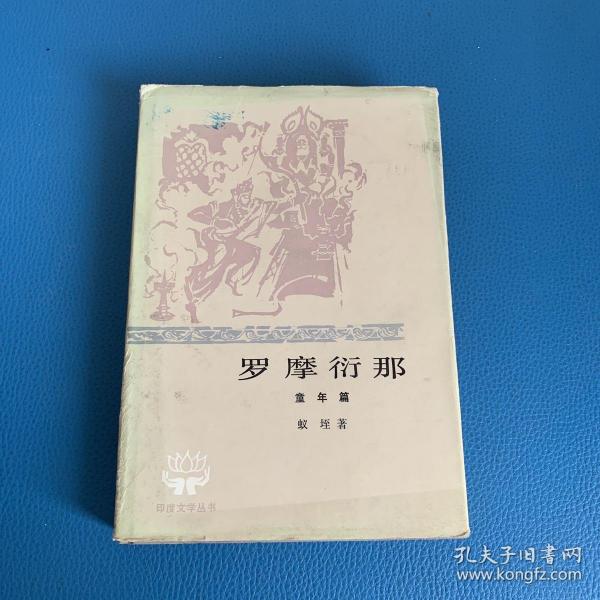 罗摩衍那
童年篇
蚁垤著
印度文学丛书
孔夫子旧书网
www.kongfz.com